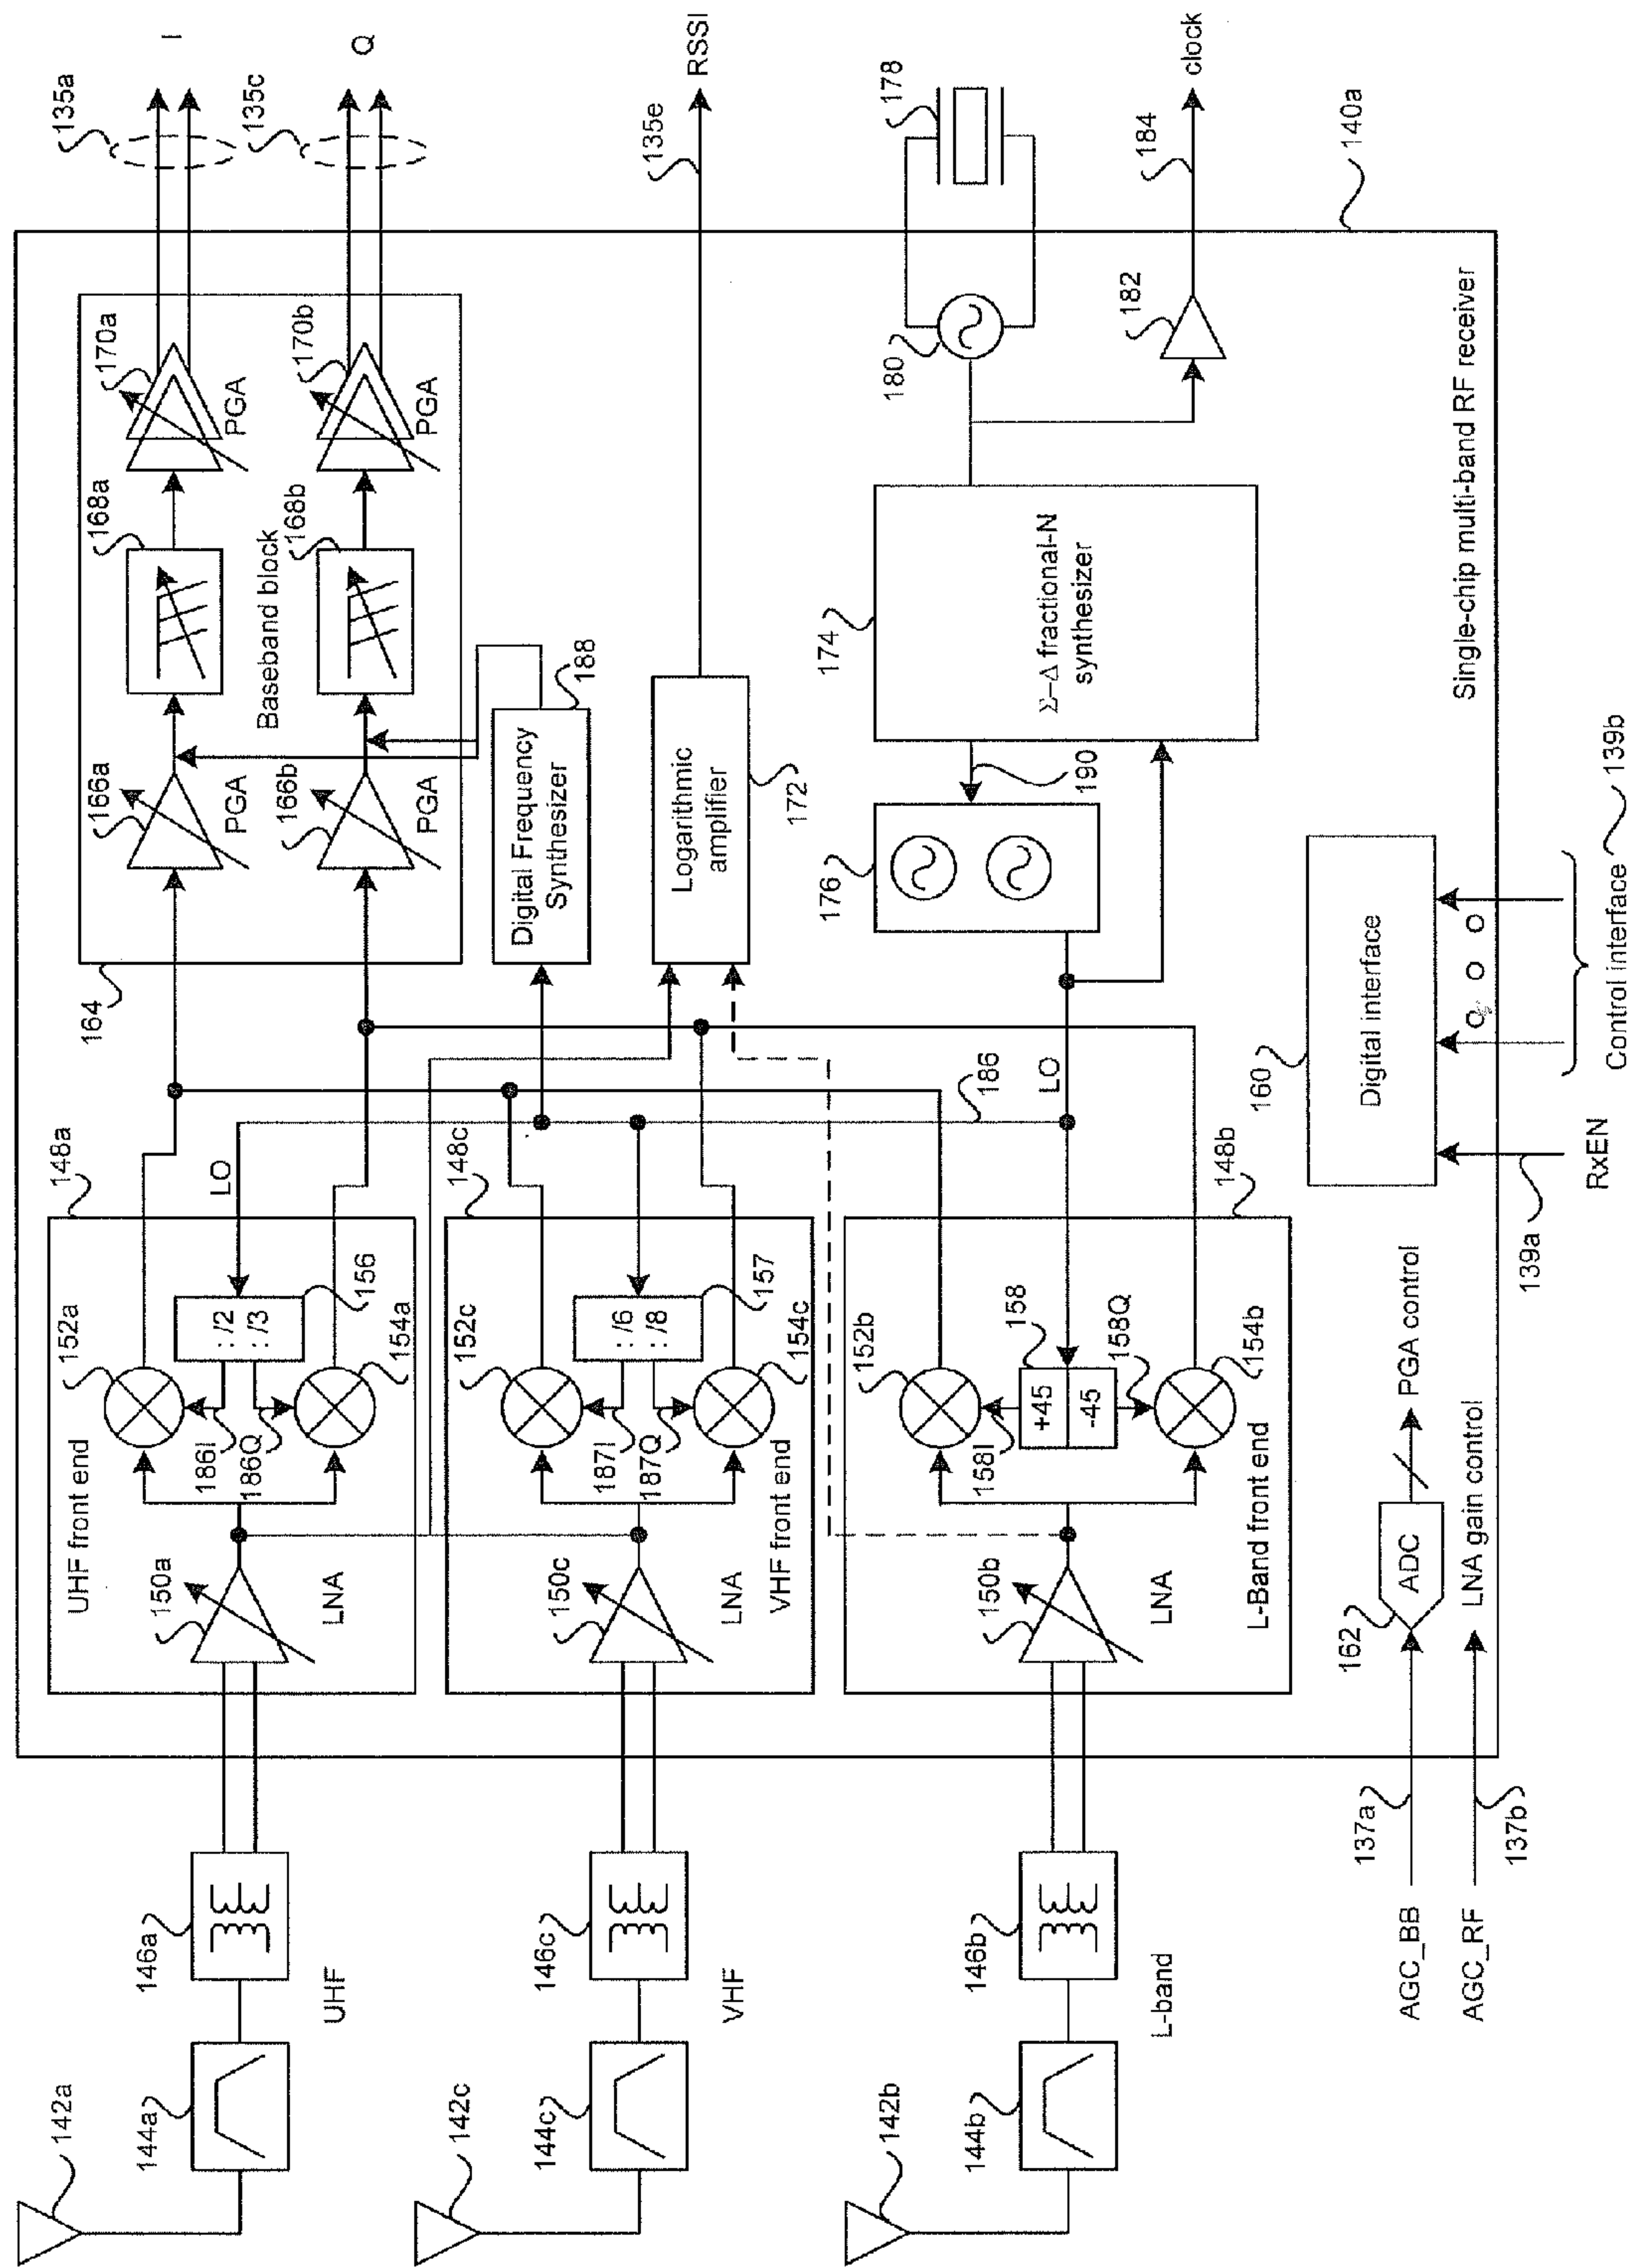 142a
144a
146a
UHF
142c
144c
146c
VHF
142b
144b
146b
L-band
AGC_BB
137a
AGC_RF
137b
148a
UHF front end
150a
LNA
152a
186I
186Q
: /2
: /3
156
154a
LO
148c
150c
LNA
VHF front end
152c
187I
187Q
: /6
: /8
157
154c
148b
150b
LNA
L-Band front end
152b
158I
+45
-45
158
158Q
154b
162
ADC
PGA control
LNA gain control
139a
RxEN
160
Digital interface
Control interface
139b
164
166a
PGA
166b
PGA
Baseband block
168a
168b
170a
PGA
170b
PGA
Digital Frequency
Synthesizer
188
Logarithmic
amplifier
172
186
LO
176
190
174
Σ–Δ fractional-N
synthesizer
180
178
182
184
clock
135a
I
135c
Q
135e
RSSI
140a
Single-chip multi-band RF receiver